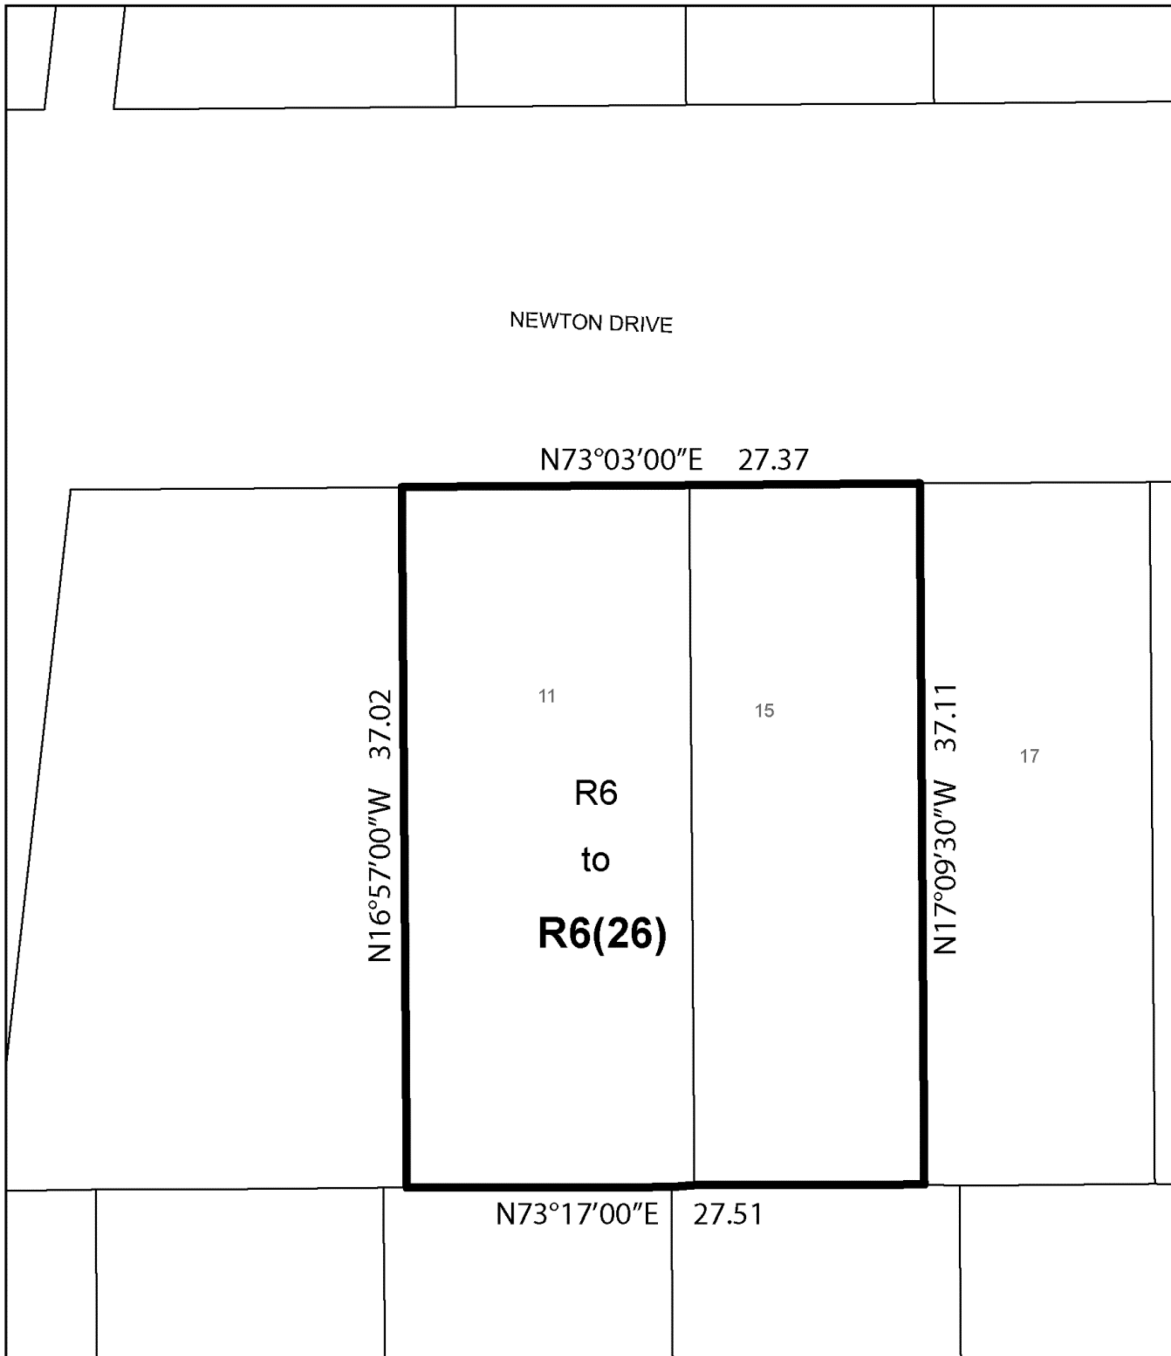 NEWTON DRIVE
N73°03'00"E 27.37
N16°57'00"W 37.02
11
15
17
N17°09'30"W 37.11
R6
to
R6(26)
N73°17'00"E 27.51